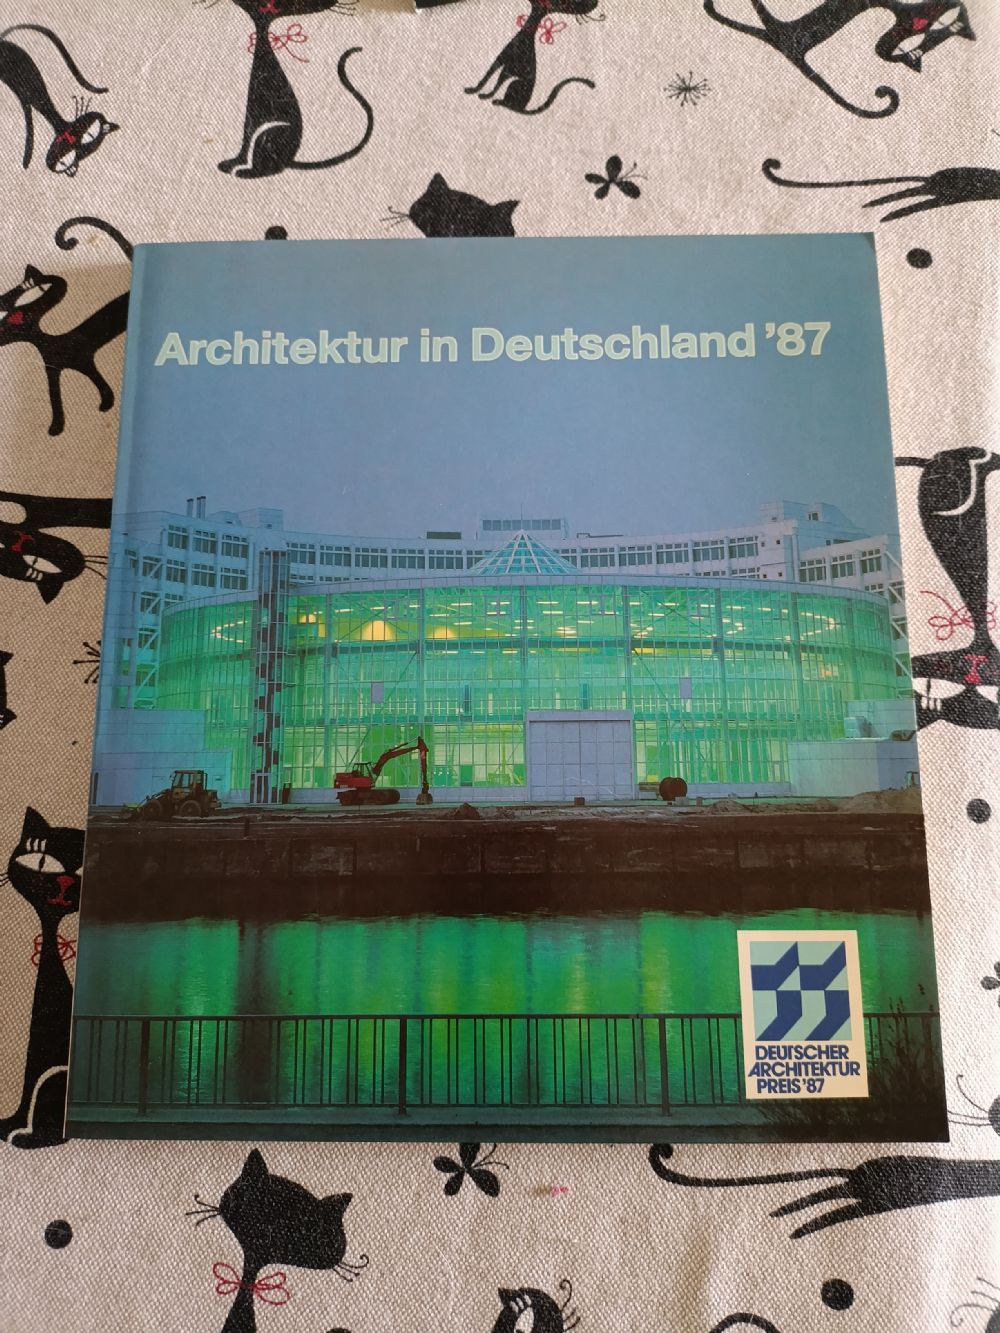 Architektur in Deutschland '87
DEUTSCHER
ARCHITEKTUR
PREIS '87